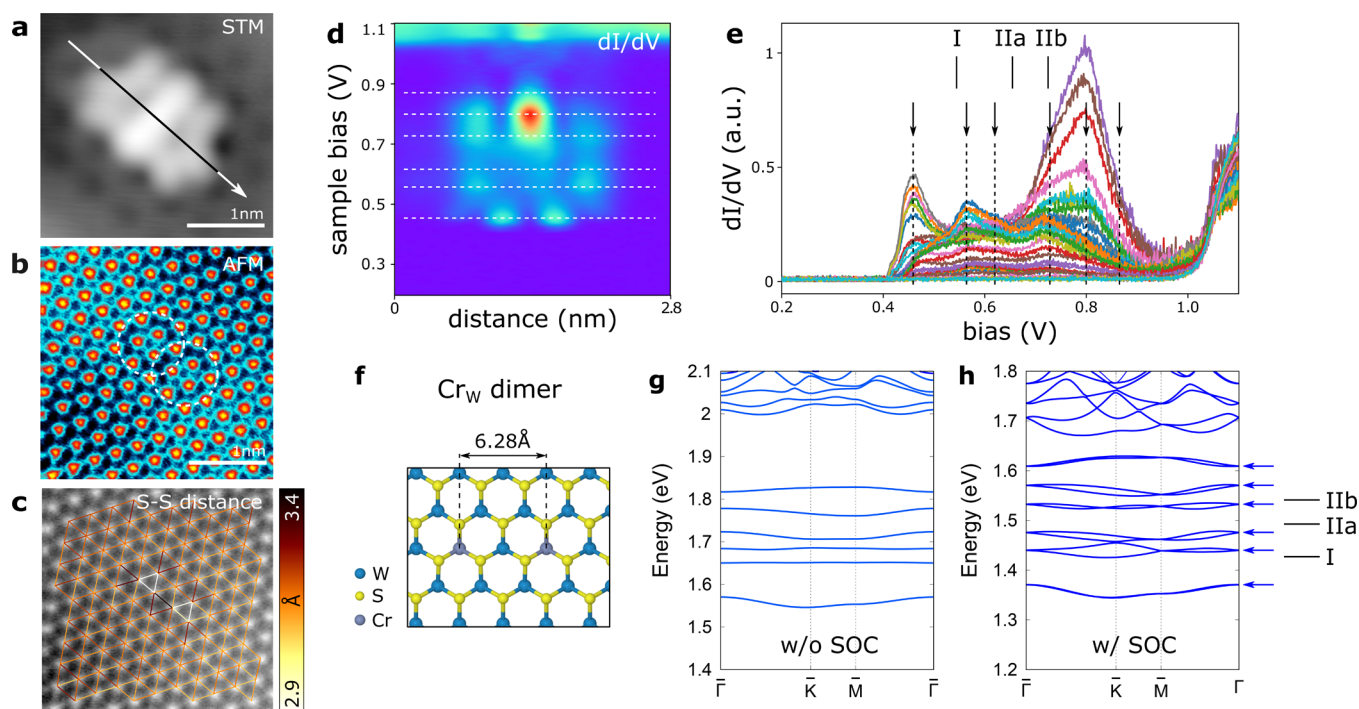 a
STM
1nm
b
AFM
1nm
c
S-S distance
3.4
Å
2.9
d
dI/dV
sample bias (V)
1.1
0.9
0.7
0.5
0.3
0
2.8
distance (nm)
e
I
IIa
IIb
dI/dV (a.u.)
1
0.5
0
0.2
0.4
0.6
0.8
1.0
bias (V)
f
CrW dimer
6.28Å
W
S
Cr
g
Energy (eV)
2.1
2
1.9
1.8
1.7
1.6
1.5
1.4
w/o SOC
Γ̅
K̅
M̅
Γ̅
h
Energy (eV)
1.8
1.7
1.6
1.5
1.4
1.3
1.2
w/ SOC
Γ̅
K̅
M̅
Γ
IIb
IIa
I